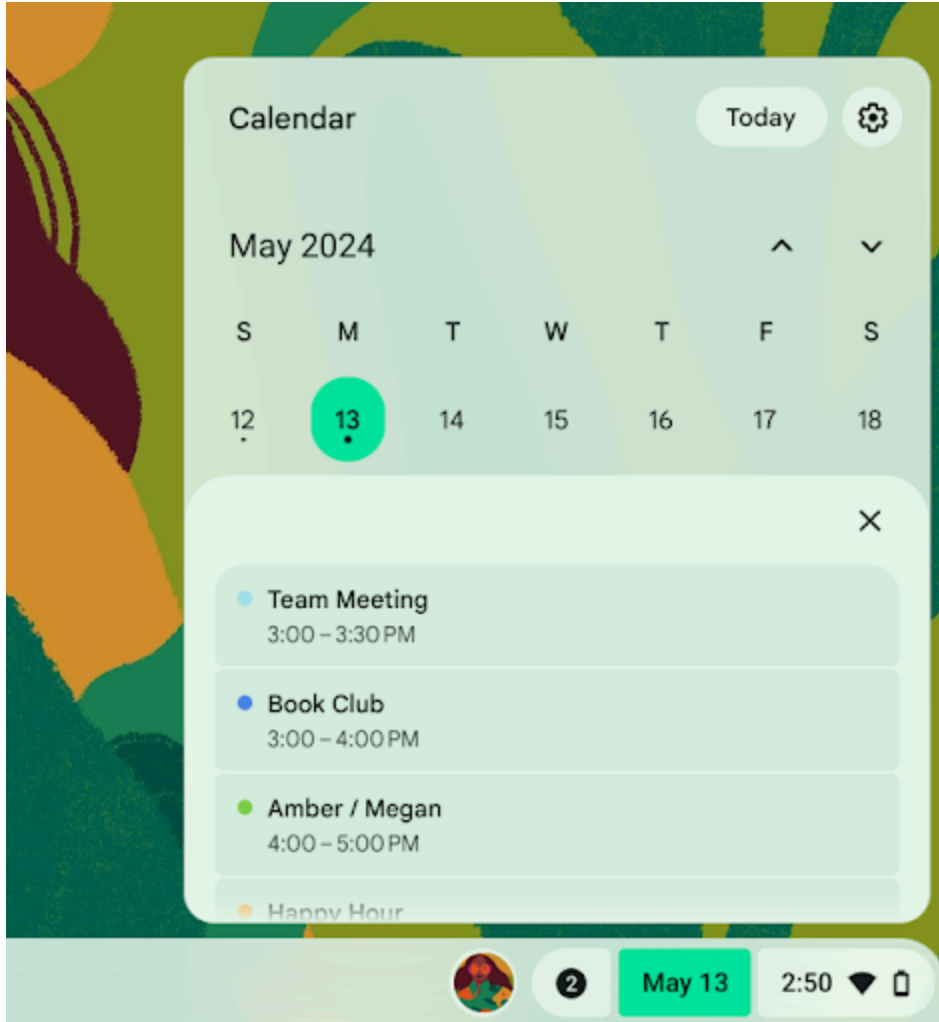 Calendar
Today
May 2024
S M T W T F S
12 13 14 15 16 17 18
Team Meeting
3:00 – 3:30 PM
Book Club
3:00 – 4:00 PM
Amber / Megan
4:00 – 5:00 PM
Happy Hour
2 May 13 2:50